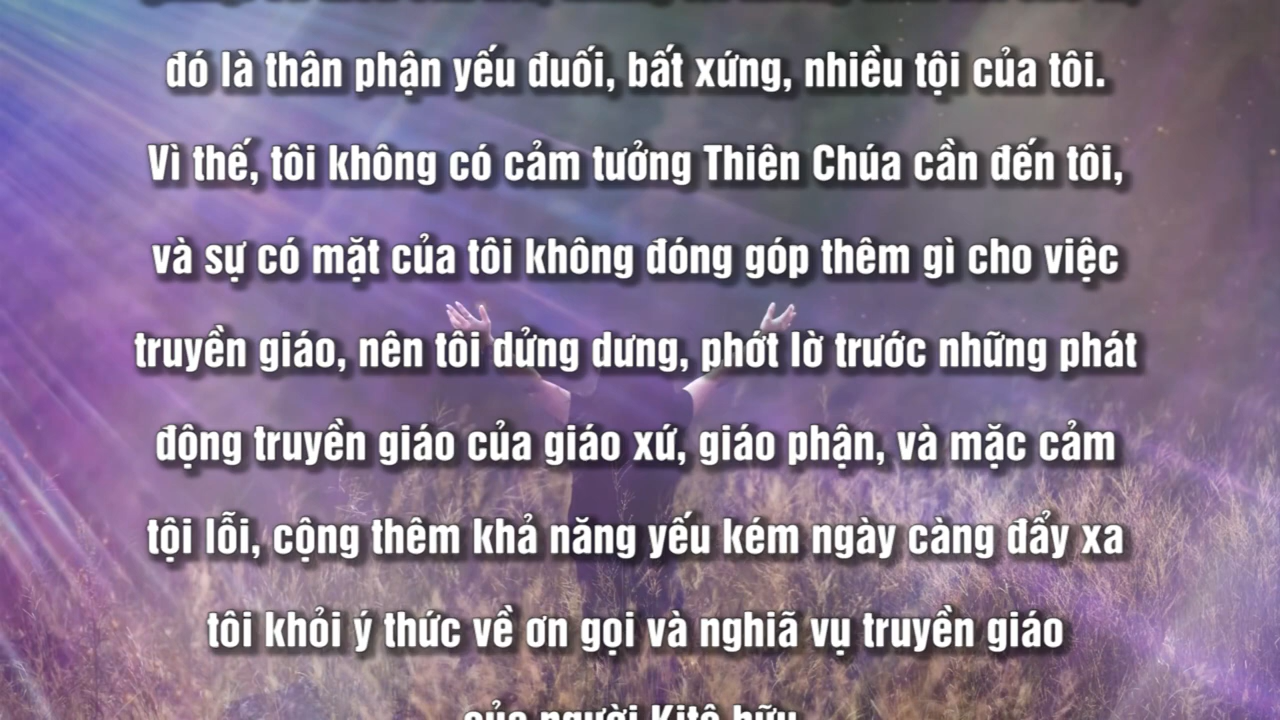 đó là thân phận yếu đuối, bất xứng, nhiều tội của tôi.
Vì thế, tôi không có cảm tưởng Thiên Chúa cần đến tôi,
và sự có mặt của tôi không đóng góp thêm gì cho việc
truyền giáo, nên tôi dửng dưng, phớt lờ trước những phát
động truyền giáo của giáo xứ, giáo phận, và mặc cảm
tội lỗi, cộng thêm khả năng yếu kém ngày càng đẩy xa
tôi khỏi ý thức về ơn gọi và nghiã vụ truyền giáo
của người Kitô hữu